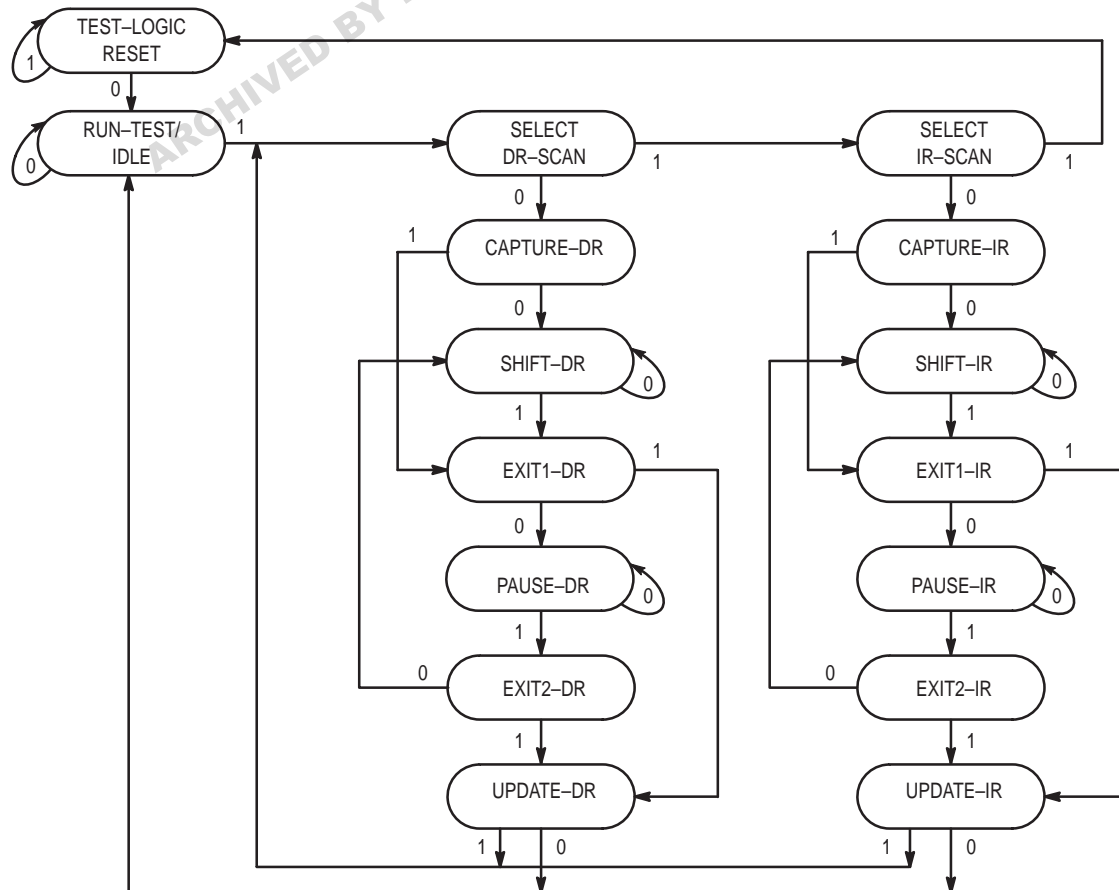 ARCHIVED BY
TEST–LOGIC
RESET
1
0
RUN–TEST/
IDLE
0
1
SELECT
DR–SCAN
1
SELECT
IR–SCAN
1
0
0
1
CAPTURE–DR
1
CAPTURE–IR
0
0
SHIFT–DR
0
SHIFT–IR
0
1
1
EXIT1–DR
1
EXIT1–IR
1
0
0
PAUSE–DR
0
PAUSE–IR
0
1
1
0
EXIT2–DR
0
EXIT2–IR
1
1
UPDATE–DR
UPDATE–IR
1
0
1
0